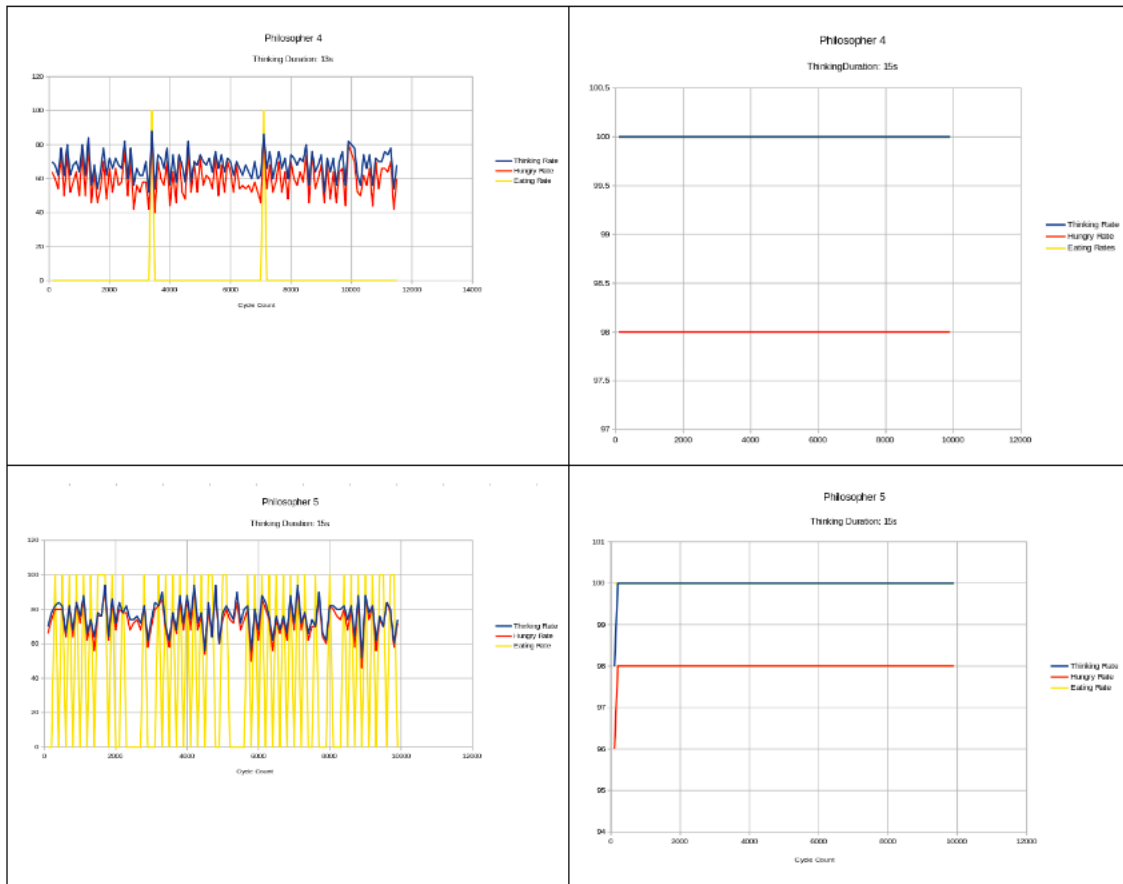 Philosopher 4
Thinking Duration: 13s
120
100
80
60
40
20
0
0 2000 4000 6000 8000 10000 12000 14000
Cycle Count
Thinking Rate
Hungry Rate
Eating Rate
Philosopher 4
ThinkingDuration: 15s
100.5
100
99.5
99
98.5
98
97.5
97
0 2000 4000 6000 8000 10000 12000
Thinking Rate
Hungry Rate
Eating Rates
Philosopher 5
Thinking Duration: 15s
120
100
80
60
40
20
0
0 2000 4000 6000 8000 10000 12000
Cycle Count
Thinking Rate
Hungry Rate
Eating Rate
Philosopher 5
Thinking Duration: 15s
101
100
99
98
97
96
95
94
0 2000 4000 6000 8000 10000 12000
Cycle Count
Thinking Rate
Hungry Rate
Eating Rate